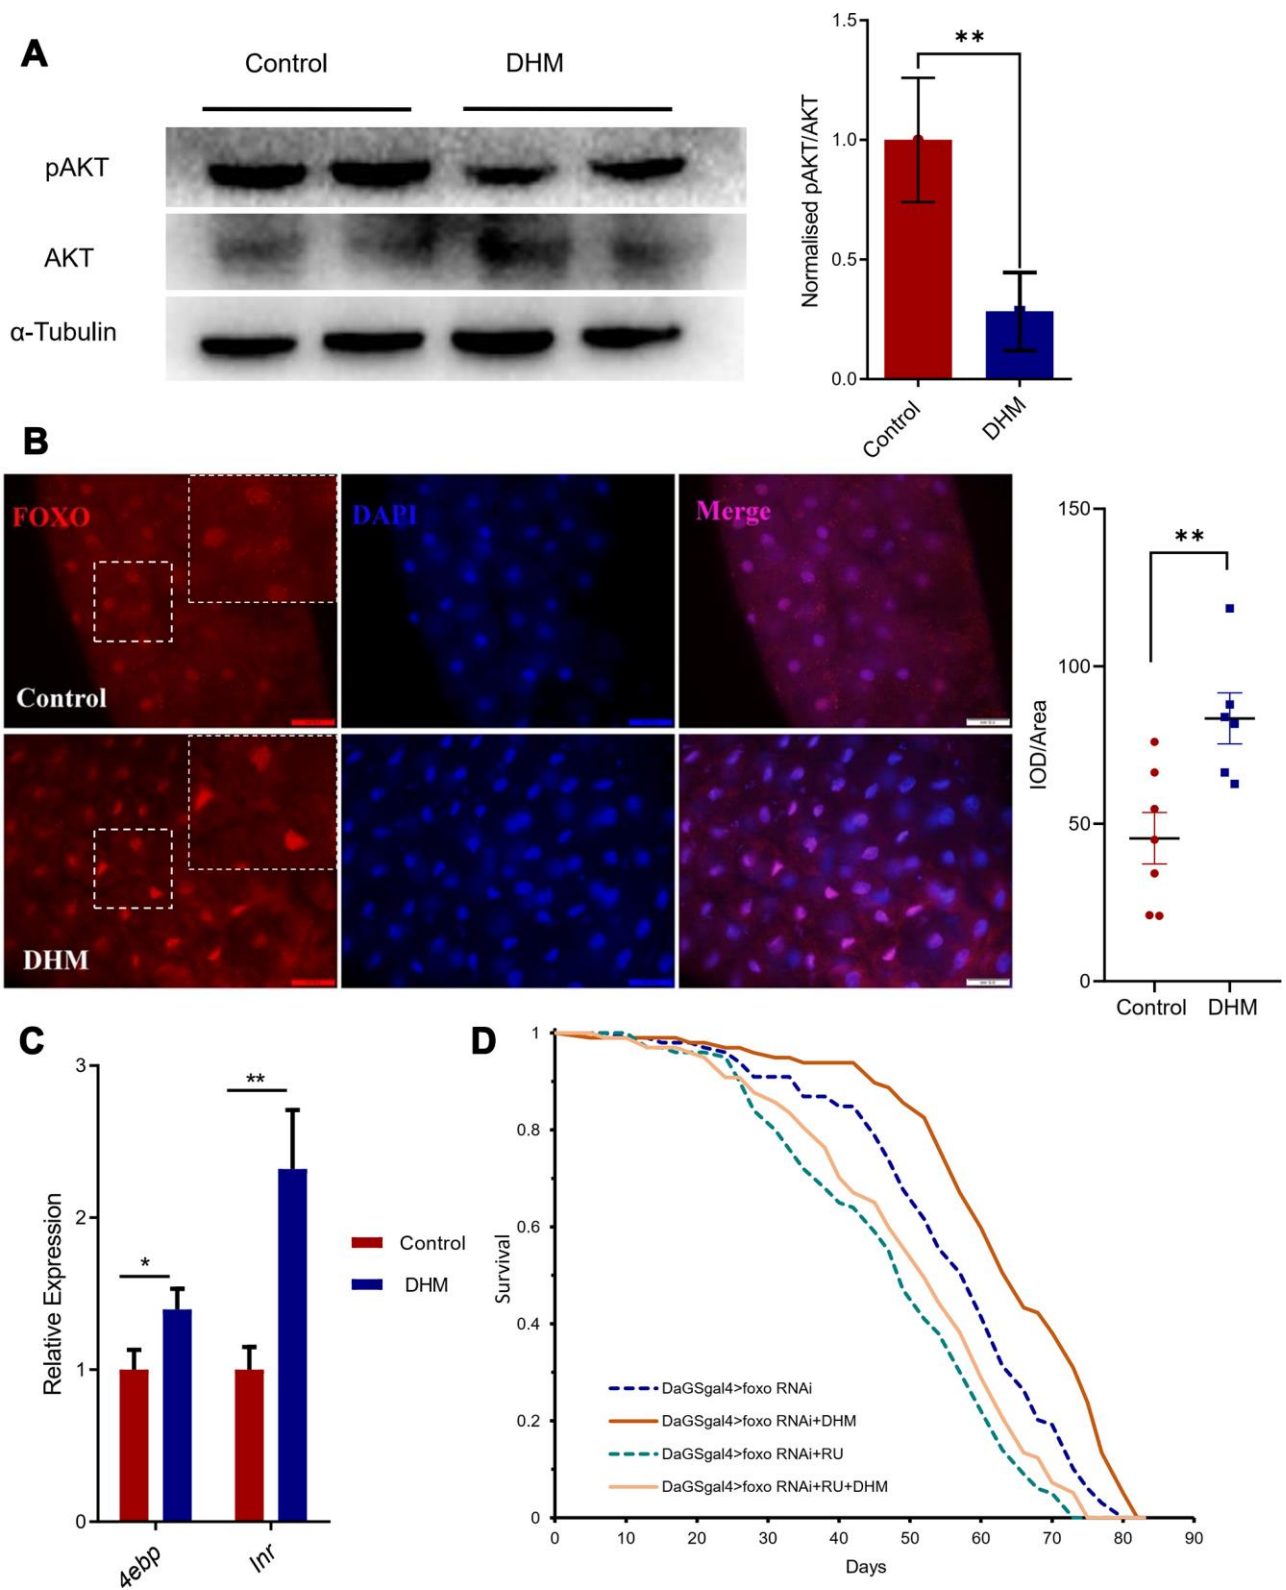 A
Control
DHM
pAKT
AKT
α-Tubulin
Normalised pAKT/AKT
1.5
1.0
0.5
0.0
**
Control
DHM
B
FOXO
DAPI
Merge
Control
DHM
IOD/Area
150
100
50
0
**
Control
DHM
C
Relative Expression
3
2
1
0
*
**
4ebp
Inr
Control
DHM
D
Survival
1
0.8
0.6
0.4
0.2
0
DaGSgal4>foxo RNAi
DaGSgal4>foxo RNAi+DHM
DaGSgal4>foxo RNAi+RU
DaGSgal4>foxo RNAi+RU+DHM
0 10 20 30 40 50 60 70 80 90
Days